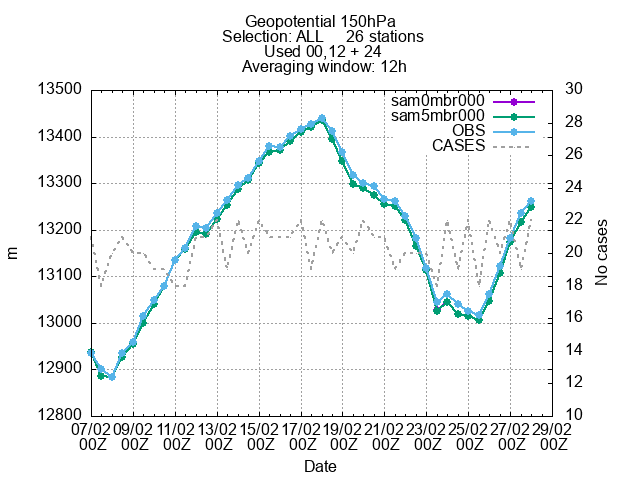 Geopotential 150hPa
Selection: ALL 26 stations
Used 00,12 + 24
Averaging window: 12h
sam0mbr000
sam5mbr000
OBS
CASES
13500
13400
13300
13200
13100
13000
12900
12800
m
30
28
26
24
22
20
18
16
14
12
10
No cases
07/02 09/02 11/02 13/02 15/02 17/02 19/02 21/02 23/02 25/02 27/02 29/02
00Z 00Z 00Z 00Z 00Z 00Z 00Z 00Z 00Z 00Z 00Z 00Z
Date